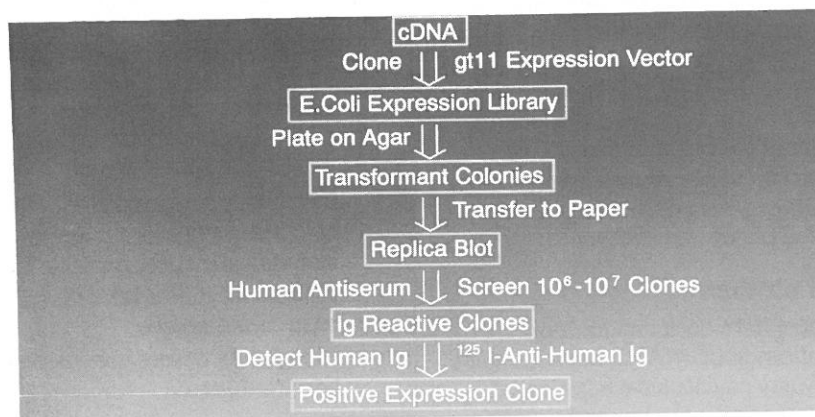 cDNA
Clone gt11 Expression Vector
E.Coli Expression Library
Plate on Agar
Transformant Colonies
Transfer to Paper
Replica Blot
Human Antiserum Screen 10⁶-10⁷ Clones
Ig Reactive Clones
Detect Human Ig ¹²⁵ I-Anti-Human Ig
Positive Expression Clone